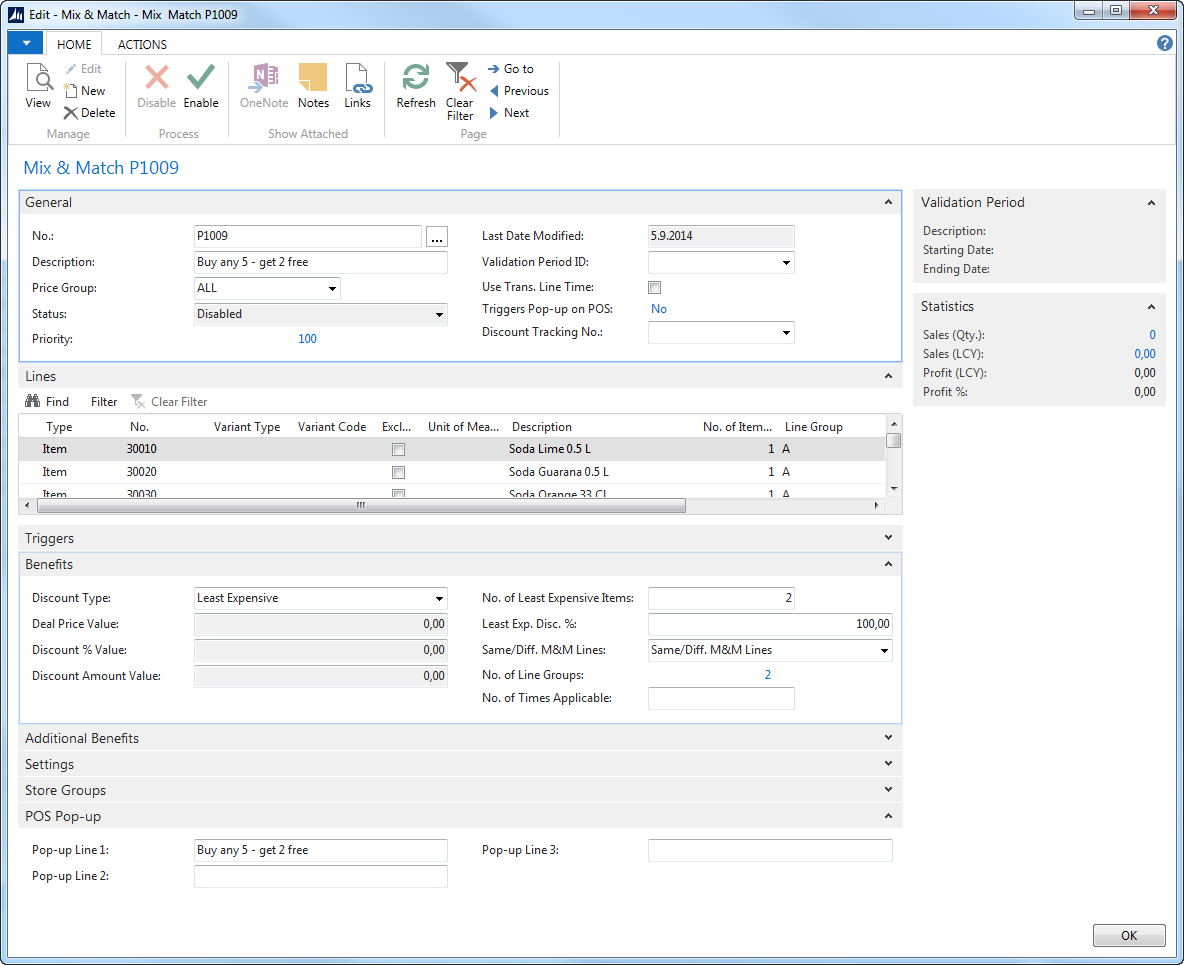 Edit - Mix & Match - Mix  Match P1009
HOME ACTIONS
View Edit New Delete
Manage
Disable Enable
Process
OneNote Notes Links
Show Attached
Refresh Clear Filter Go to Previous Next
Page
Mix & Match P1009
General
No.: P1009 ...
Description: Buy any 5 - get 2 free
Price Group: ALL
Status: Disabled
Priority: 100
Last Date Modified: 5.9.2014
Validation Period ID:
Use Trans. Line Time:
Triggers Pop-up on POS: No
Discount Tracking No.:
Lines
Find Filter Clear Filter
Type No. Variant Type Variant Code Excl... Unit of Mea... Description No. of Item... Line Group
Item 30010 Soda Lime 0.5 L 1 A
Item 30020 Soda Guarana 0.5 L 1 A
Item 30030 Soda Orange 33 CL 1 A
Triggers
Benefits
Discount Type: Least Expensive
Deal Price Value: 0,00
Discount % Value: 0,00
Discount Amount Value: 0,00
No. of Least Expensive Items: 2
Least Exp. Disc. %: 100,00
Same/Diff. M&M Lines: Same/Diff. M&M Lines
No. of Line Groups: 2
No. of Times Applicable:
Additional Benefits
Settings
Store Groups
POS Pop-up
Pop-up Line 1: Buy any 5 - get 2 free
Pop-up Line 2:
Pop-up Line 3:
Validation Period
Description:
Starting Date:
Ending Date:
Statistics
Sales (Qty.): 0
Sales (LCY): 0,00
Profit (LCY): 0,00
Profit %: 0,00
OK